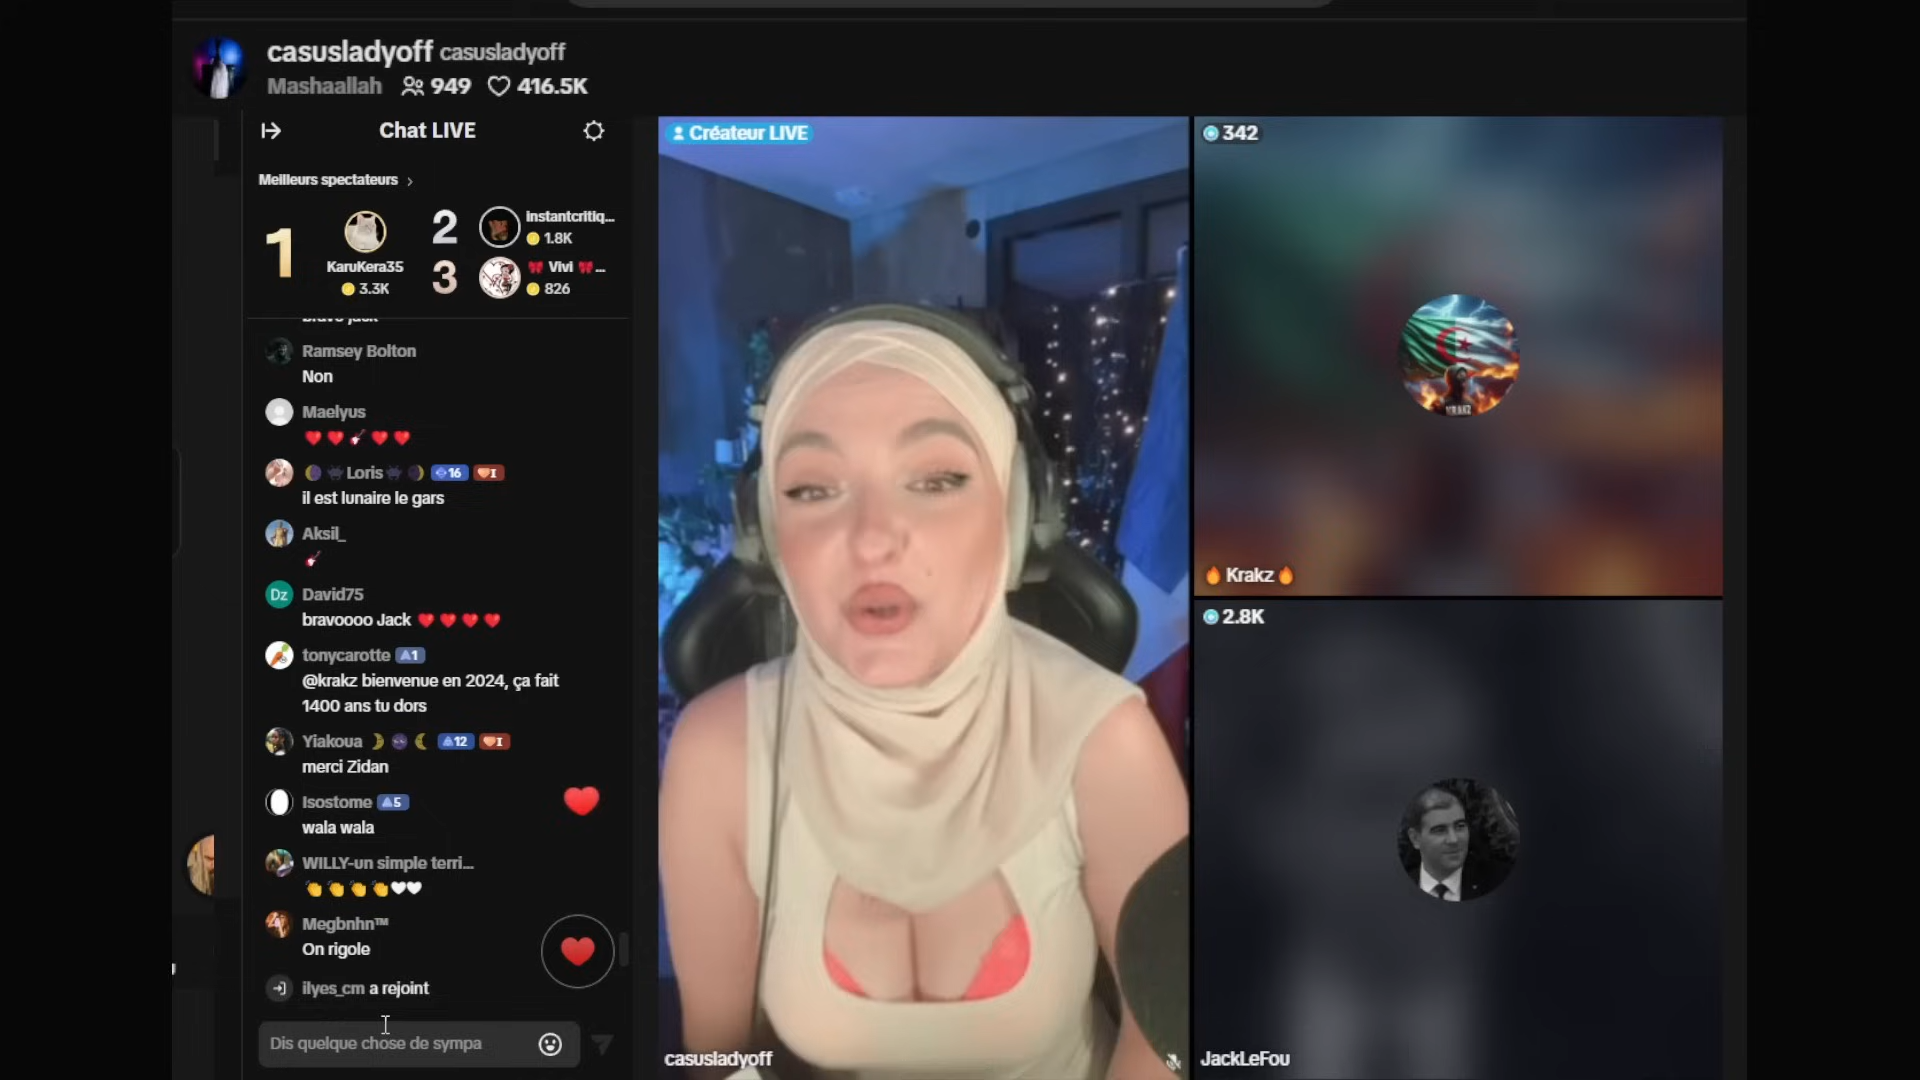 casusladyoff casusladyoff
Mashaallah 949 416.5K
Chat LIVE
Meilleurs spectateurs >
1 KaruKera35 3.3K
2 instantcritiq... 1.8K
3 Vivi ... 826
Ramsey Bolton
Non
Maelyus
Loris 16 I
il est lunaire le gars
Aksil_
Dz David75
bravoooo Jack
tonycarotte 1
@krakz bienvenue en 2024, ça fait
1400 ans tu dors
Yiakoua 12 I
merci Zidan
Isostome 5
wala wala
WILLY-un simple terri...
Megbnhn™
On rigole
ilyes_cm a rejoint
Dis quelque chose de sympa
Créateur LIVE
casusladyoff
342
KRAKZ
Krakz
2.8K
JackLeFou